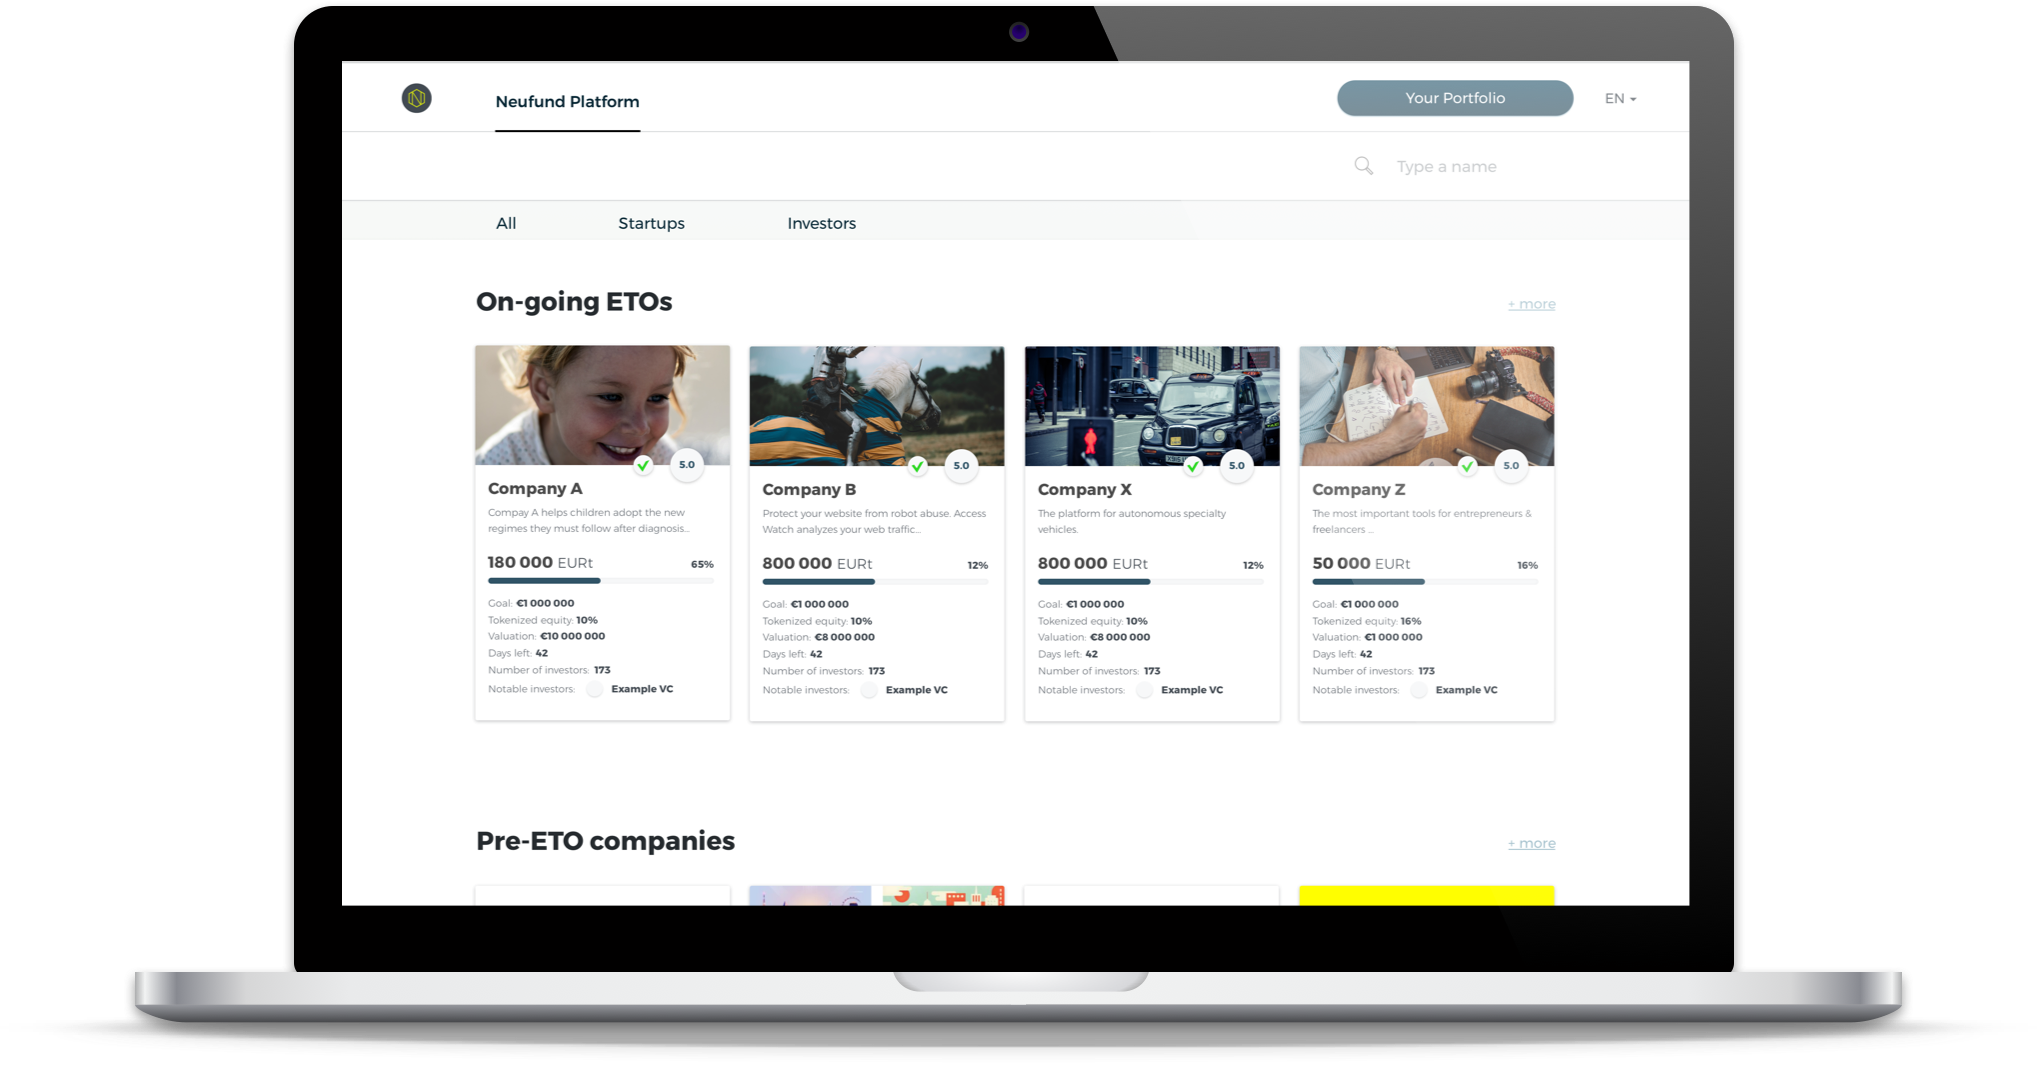 Neufund Platform
Your Portfolio
EN
Type a name
All
Startups
Investors
On-going ETOs
+ more
5.0
Company A
Compay A helps children adopt the new
regimes they must follow after diagnosis...
180 000 EURt
65%
Goal: €1 000 000
Tokenized equity: 10%
Valuation: €10 000 000
Days left: 42
Number of investors: 173
Notable investors: Example VC
5.0
Company B
Protect your website from robot abuse. Access
Watch analyzes your web traffic...
800 000 EURt
12%
Goal: €1 000 000
Tokenized equity: 10%
Valuation: €8 000 000
Days left: 42
Number of investors: 173
Notable investors: Example VC
5.0
Company X
The platform for autonomous specialty
vehicles.
800 000 EURt
12%
Goal: €1 000 000
Tokenized equity: 10%
Valuation: €8 000 000
Days left: 42
Number of investors: 173
Notable investors: Example VC
5.0
Company Z
The most important tools for entrepreneurs &
freelancers ...
50 000 EURt
16%
Goal: €1 000 000
Tokenized equity: 16%
Valuation: €1 000 000
Days left: 42
Number of investors: 173
Notable investors: Example VC
Pre-ETO companies
+ more